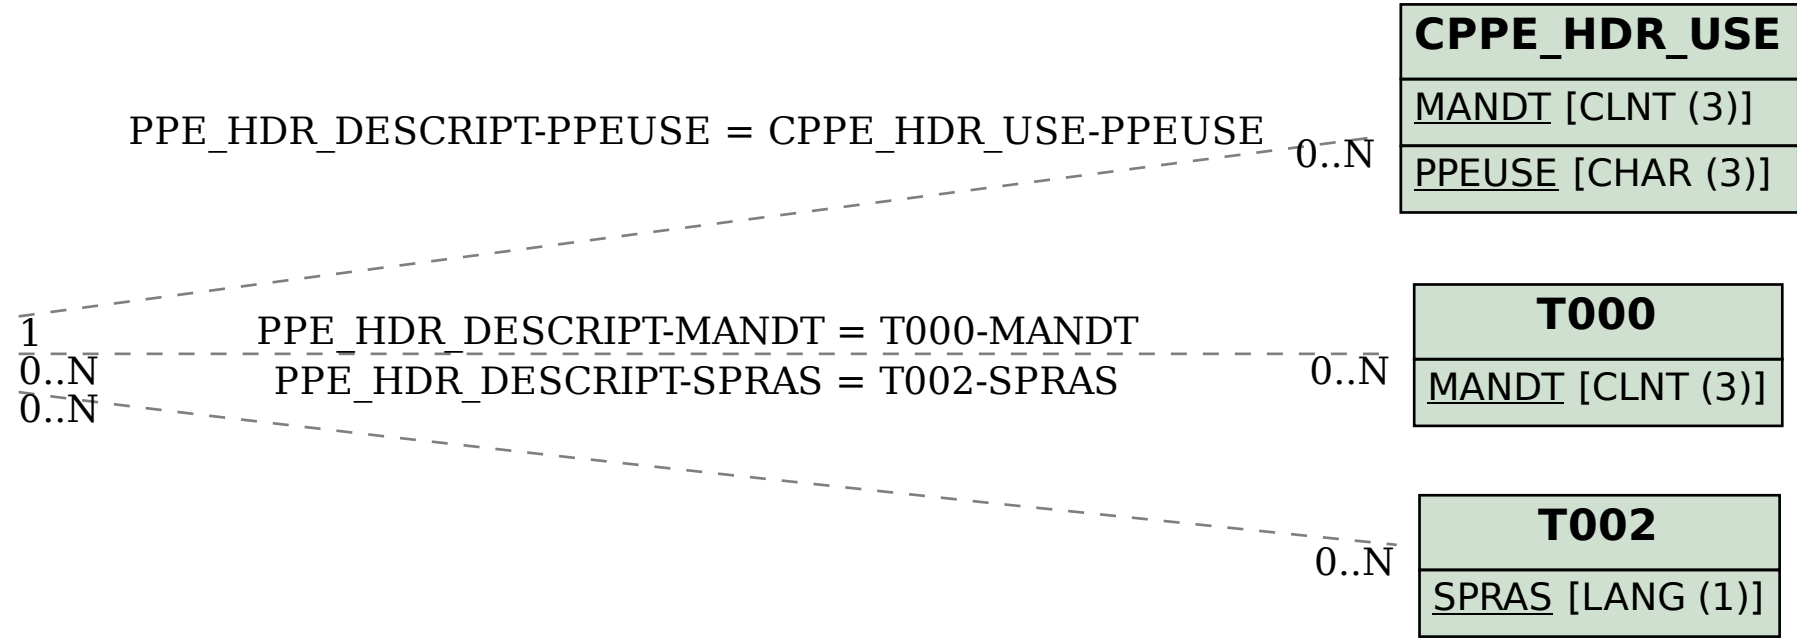 CPPE_HDR_USE
MANDT [CLNT (3)]
PPEUSE [CHAR (3)]
PPE_HDR_DESCRIPT-PPEUSE = CPPE_HDR_USE-PPEUSE
0..N
1
PPE_HDR_DESCRIPT-MANDT = T000-MANDT
0..N
0..N
T000
MANDT [CLNT (3)]
PPE_HDR_DESCRIPT-SPRAS = T002-SPRAS
0..N
0..N
T002
SPRAS [LANG (1)]